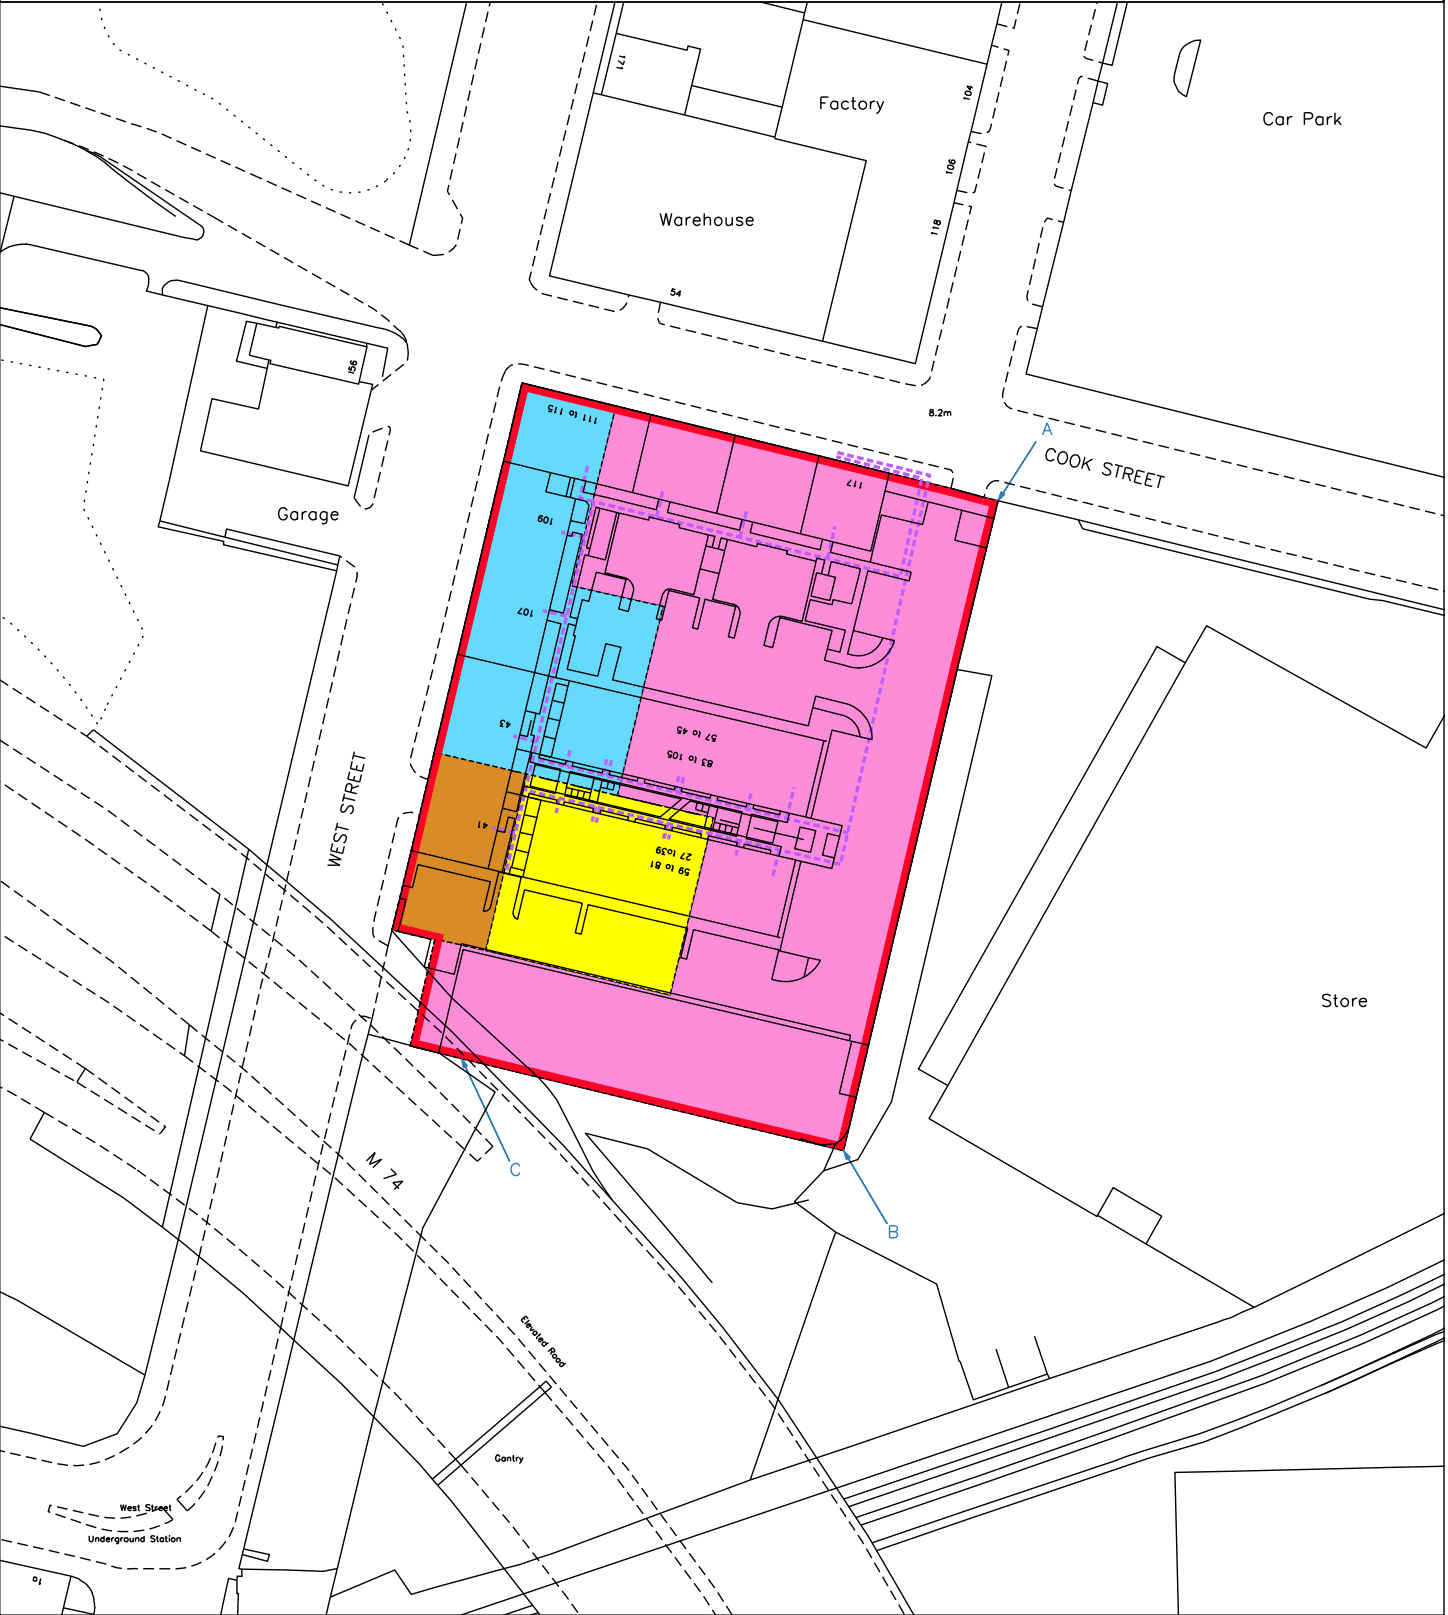 171
104
Factory
Car Park
106
Warehouse
118
54
156
8.2m
A
111 to 115
COOK STREET
117
Garage
109
107
43
57 to 45
83 to 105
WEST STREET
41
27 to39
59 to 81
Store
M 74
C
B
Elevated Road
Gantry
West Street
Underground Station
1a